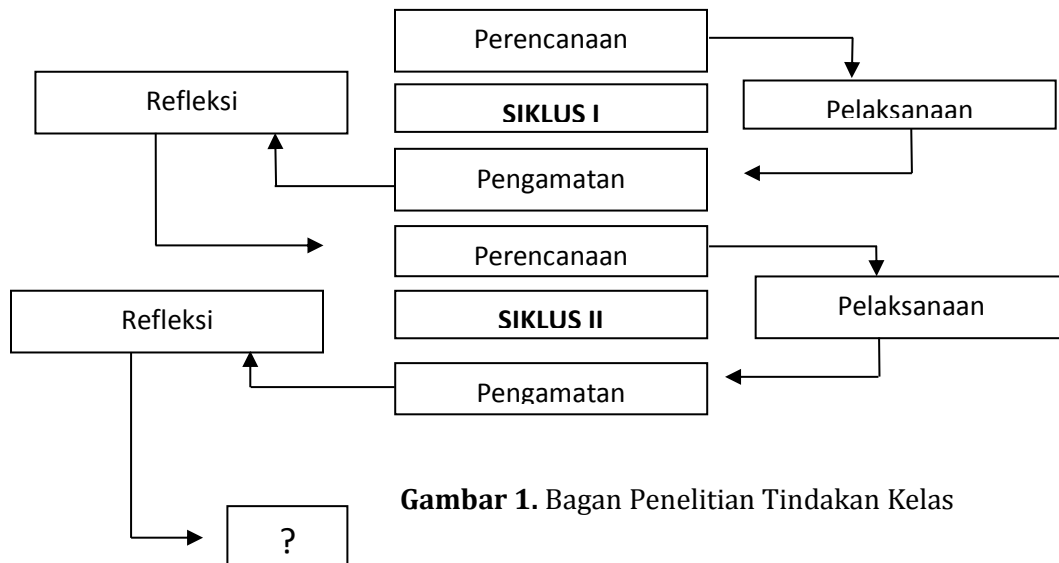 Perencanaan
Refleksi
SIKLUS I
Pelaksanaan
Pengamatan
Perencanaan
Refleksi
SIKLUS II
Pelaksanaan
Pengamatan
Gambar 1. Bagan Penelitian Tindakan Kelas
?